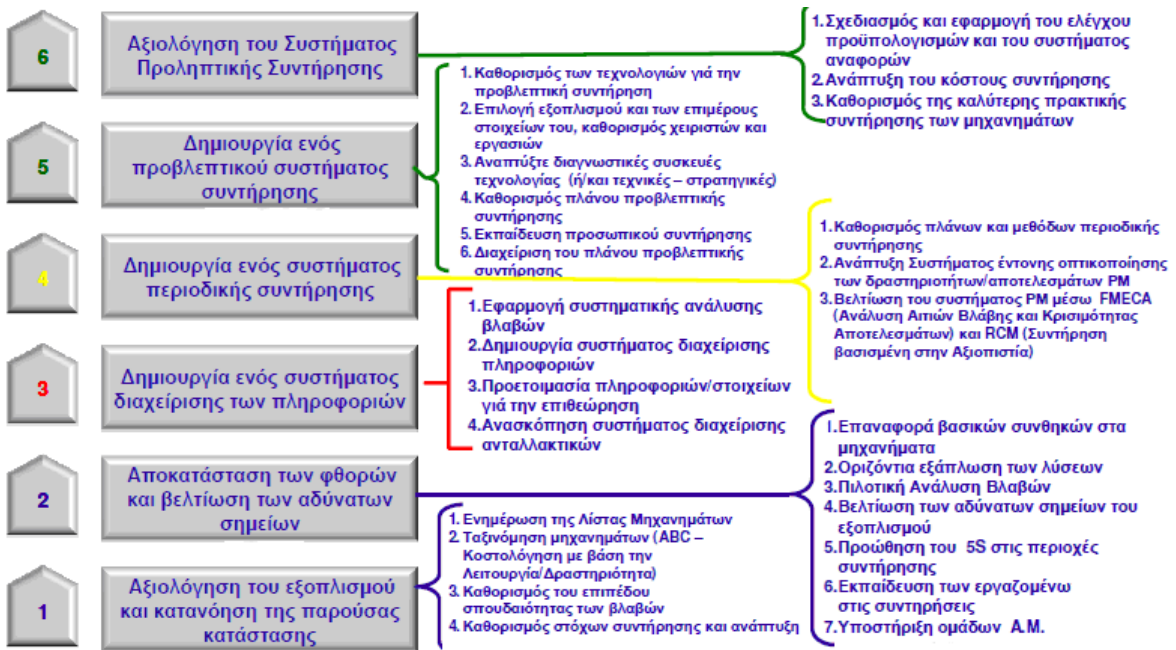 6
Αξιολόγηση του Συστήματος
Προληπτικής Συντήρησης
1. Σχεδιασμός και εφαρμογή του ελέγχου
προϋπολογισμών και του συστήματος
αναφορών
2. Ανάπτυξη του κόστους συντήρησης
3. Καθορισμός της καλύτερης πρακτικής
συντήρησης των μηχανημάτων
5
Δημιουργία ενός
προβλεπτικού συστήματος
συντήρησης
1. Καθορισμός των τεχνολογιών γιά την
προβλεπτική συντήρηση
2. Επιλογή εξοπλισμού και των επιμέρους
στοιχείων του, καθορισμός χειριστών και
εργασιών
3. Αναπτύξτε διαγνωστικές συσκευές
τεχνολογίας (ή/και τεχνικές – στρατηγικές)
4. Καθορισμός πλάνου προβλεπτικής
συντήρησης
5. Εκπαίδευση προσωπικού συντήρησης
6. Διαχείριση του πλάνου προβλεπτικής
συντήρησης
4
Δημιουργία ενός συστήματος
περιοδικής συντήρησης
1. Καθορισμός πλάνων και μεθόδων περιοδικής
συντήρησης
2. Ανάπτυξη Συστήματος έντονης οπτικοποίησης
των δραστηριοτήτων/αποτελεσμάτων PM
3. Βελτίωση του συστήματος PM μέσω FMECA
(Ανάλυση Αιτιών Βλάβης και Κρισιμότητας
Αποτελεσμάτων) και RCM (Συντήρηση
βασισμένη στην Αξιοπιστία)
3
Δημιουργία ενός συστήματος
διαχείρισης των πληροφοριών
1. Εφαρμογή συστηματικής ανάλυσης
βλαβών
2. Δημιουργία συστήματος διαχείρισης
πληροφοριών
3. Προετοιμασία πληροφοριών/στοιχείων
γιά την επιθεώρηση
4. Ανασκόπηση συστήματος διαχείρισης
ανταλλακτικών
2
Αποκατάσταση των φθορών
και βελτίωση των αδύνατων
σημείων
1. Επαναφορά βασικών συνθηκών στα
μηχανήματα
2. Οριζόντια εξάπλωση των λύσεων
3. Πιλοτική Ανάλυση Βλαβών
4. Βελτίωση των αδύνατων σημείων του
εξοπλισμού
5. Προώθηση του 5S στις περιοχές
συντήρησης
6. Εκπαίδευση των εργαζομένω
στις συντηρήσεις
7. Υποστήριξη ομάδων Α.Μ.
1
Αξιολόγηση του εξοπλισμού
και κατανόηση της παρούσας
κατάστασης
1. Ενημέρωση της Λίστας Μηχανημάτων
2. Ταξινόμηση μηχανημάτων (ABC –
Κοστολόγηση με βάση την
Λειτουργία/Δραστηριότητα)
3. Καθορισμός του επιπέδου
σπουδαιότητας των βλαβών
4. Καθορισμός στόχων συντήρησης και ανάπτυξη